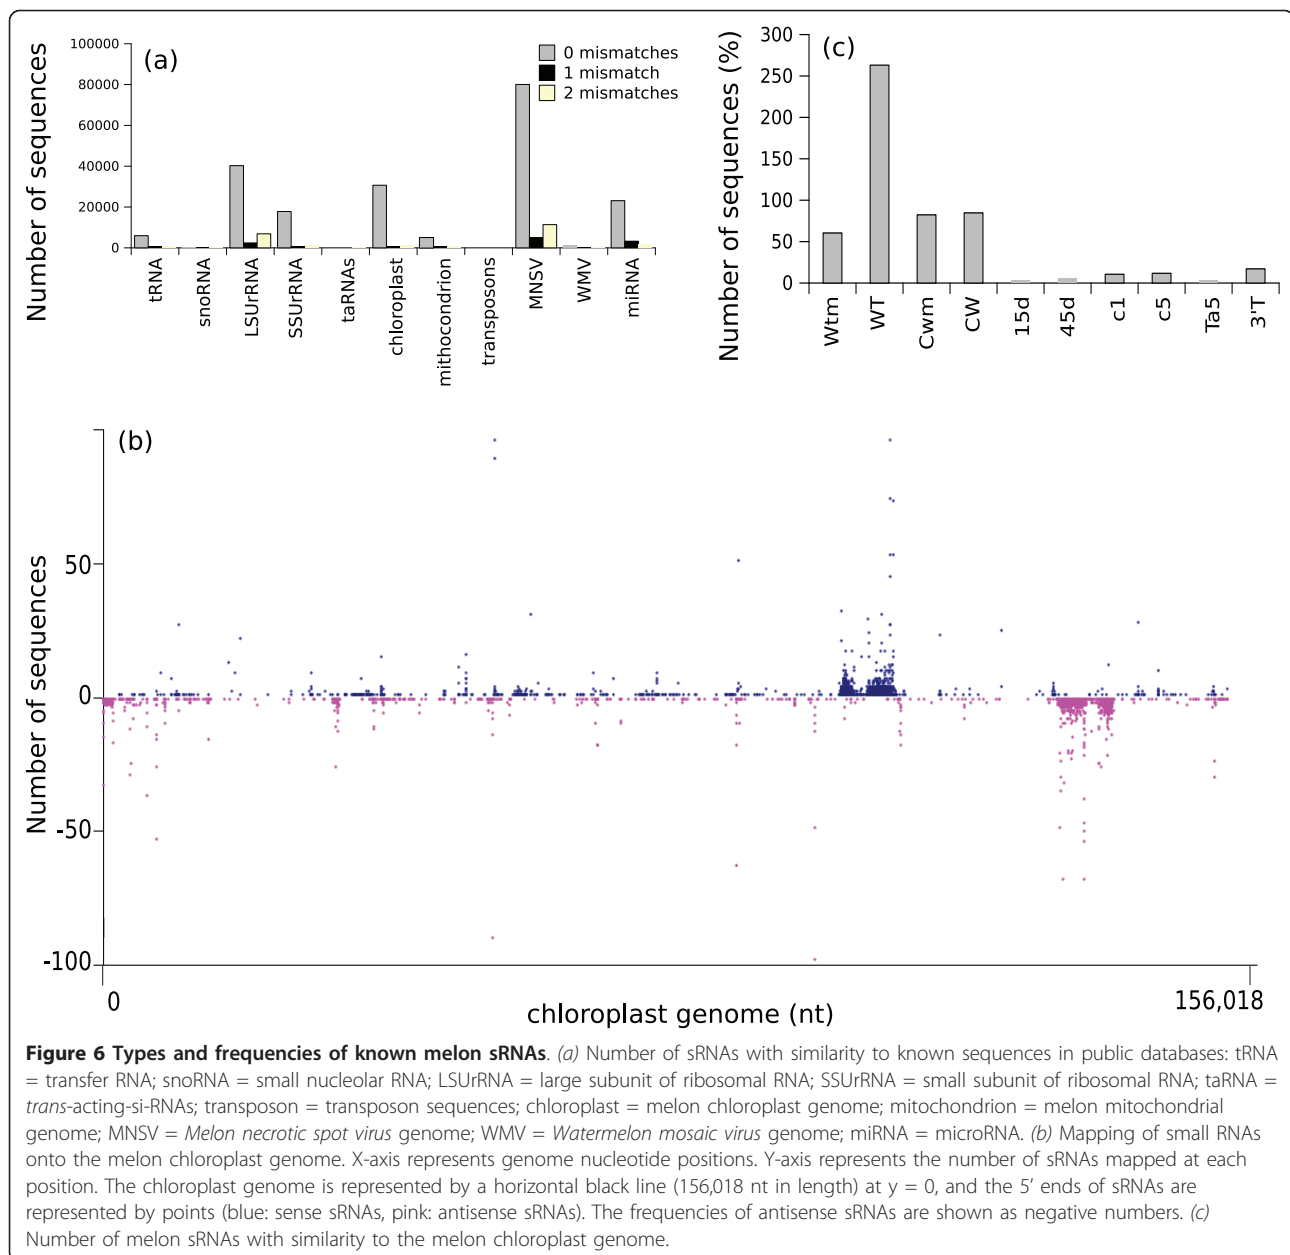 (a)
Number of sequences
100000
80000
60000
40000
20000
0
0 mismatches
1 mismatch
2 mismatches
tRNA
snoRNA
LSUrRNA
SSUrRNA
taRNAs
chloroplast
mithocondrion
transposons
MNSV
WMV
miRNA
(c)
Number of sequences (%)
300
250
200
150
100
50
0
Wtm
WT
Cwm
CW
15d
45d
c1
c5
Ta5
3'T
(b)
Number of sequences
50
0
-50
-100
0
156,018
chloroplast genome (nt)
Figure 6 Types and frequencies of known melon sRNAs. (a) Number of sRNAs with similarity to known sequences in public databases: tRNA
= transfer RNA; snoRNA = small nucleolar RNA; LSUrRNA = large subunit of ribosomal RNA; SSUrRNA = small subunit of ribosomal RNA; taRNA =
trans-acting-si-RNAs; transposon = transposon sequences; chloroplast = melon chloroplast genome; mitochondrion = melon mitochondrial
genome; MNSV = Melon necrotic spot virus genome; WMV = Watermelon mosaic virus genome; miRNA = microRNA. (b) Mapping of small RNAs
onto the melon chloroplast genome. X-axis represents genome nucleotide positions. Y-axis represents the number of sRNAs mapped at each
position. The chloroplast genome is represented by a horizontal black line (156,018 nt in length) at y = 0, and the 5' ends of sRNAs are
represented by points (blue: sense sRNAs, pink: antisense sRNAs). The frequencies of antisense sRNAs are shown as negative numbers. (c)
Number of melon sRNAs with similarity to the melon chloroplast genome.